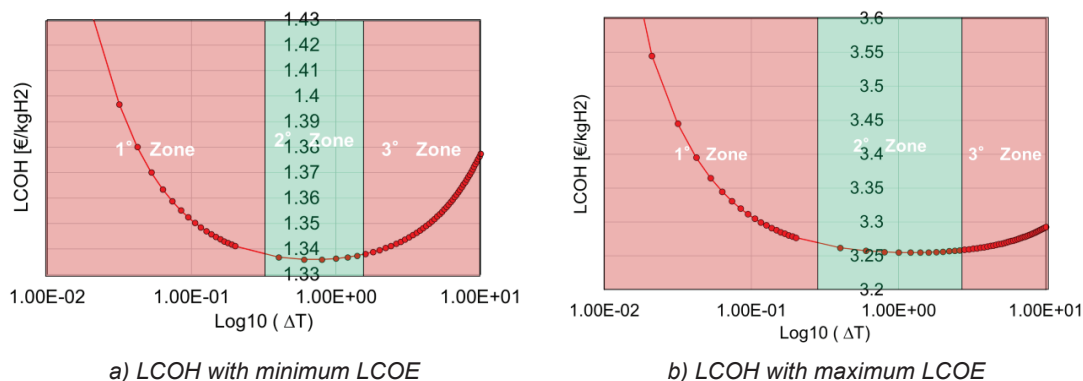 LCOH [€/kgH2]
1.43
1.42
1.41
1.4
1.39
1.38
1.37
1.36
1.35
1.34
1.33
1° Zone
2° Zone
3° Zone
1.00E-02
1.00E-01
1.00E+00
1.00E+01
Log10 ( ΔT)
a) LCOH with minimum LCOE
LCOH [€/kgH2]
3.6
3.55
3.5
3.45
3.4
3.35
3.3
3.25
3.2
1° Zone
2° Zone
3° Zone
1.00E-02
1.00E-01
1.00E+00
1.00E+01
Log10 ( ΔT)
b) LCOH with maximum LCOE